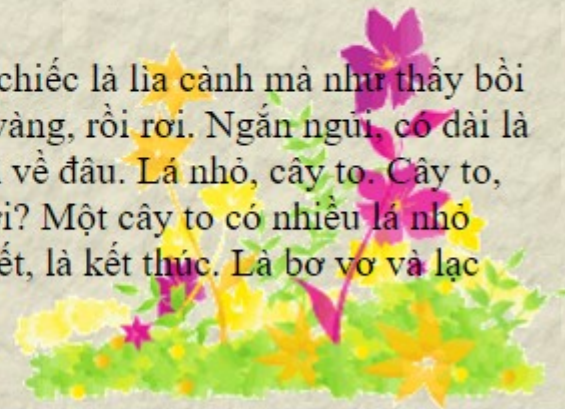 chiếc là lìa cành mà như thấy bồi
vàng, rồi rơi. Ngắn ngủi, có dài là
về đâu. Lá nhỏ, cây to. Cây to,
i? Một cây to có nhiều lá nhỏ
ết, là kết thúc. Là bơ vơ và lạc